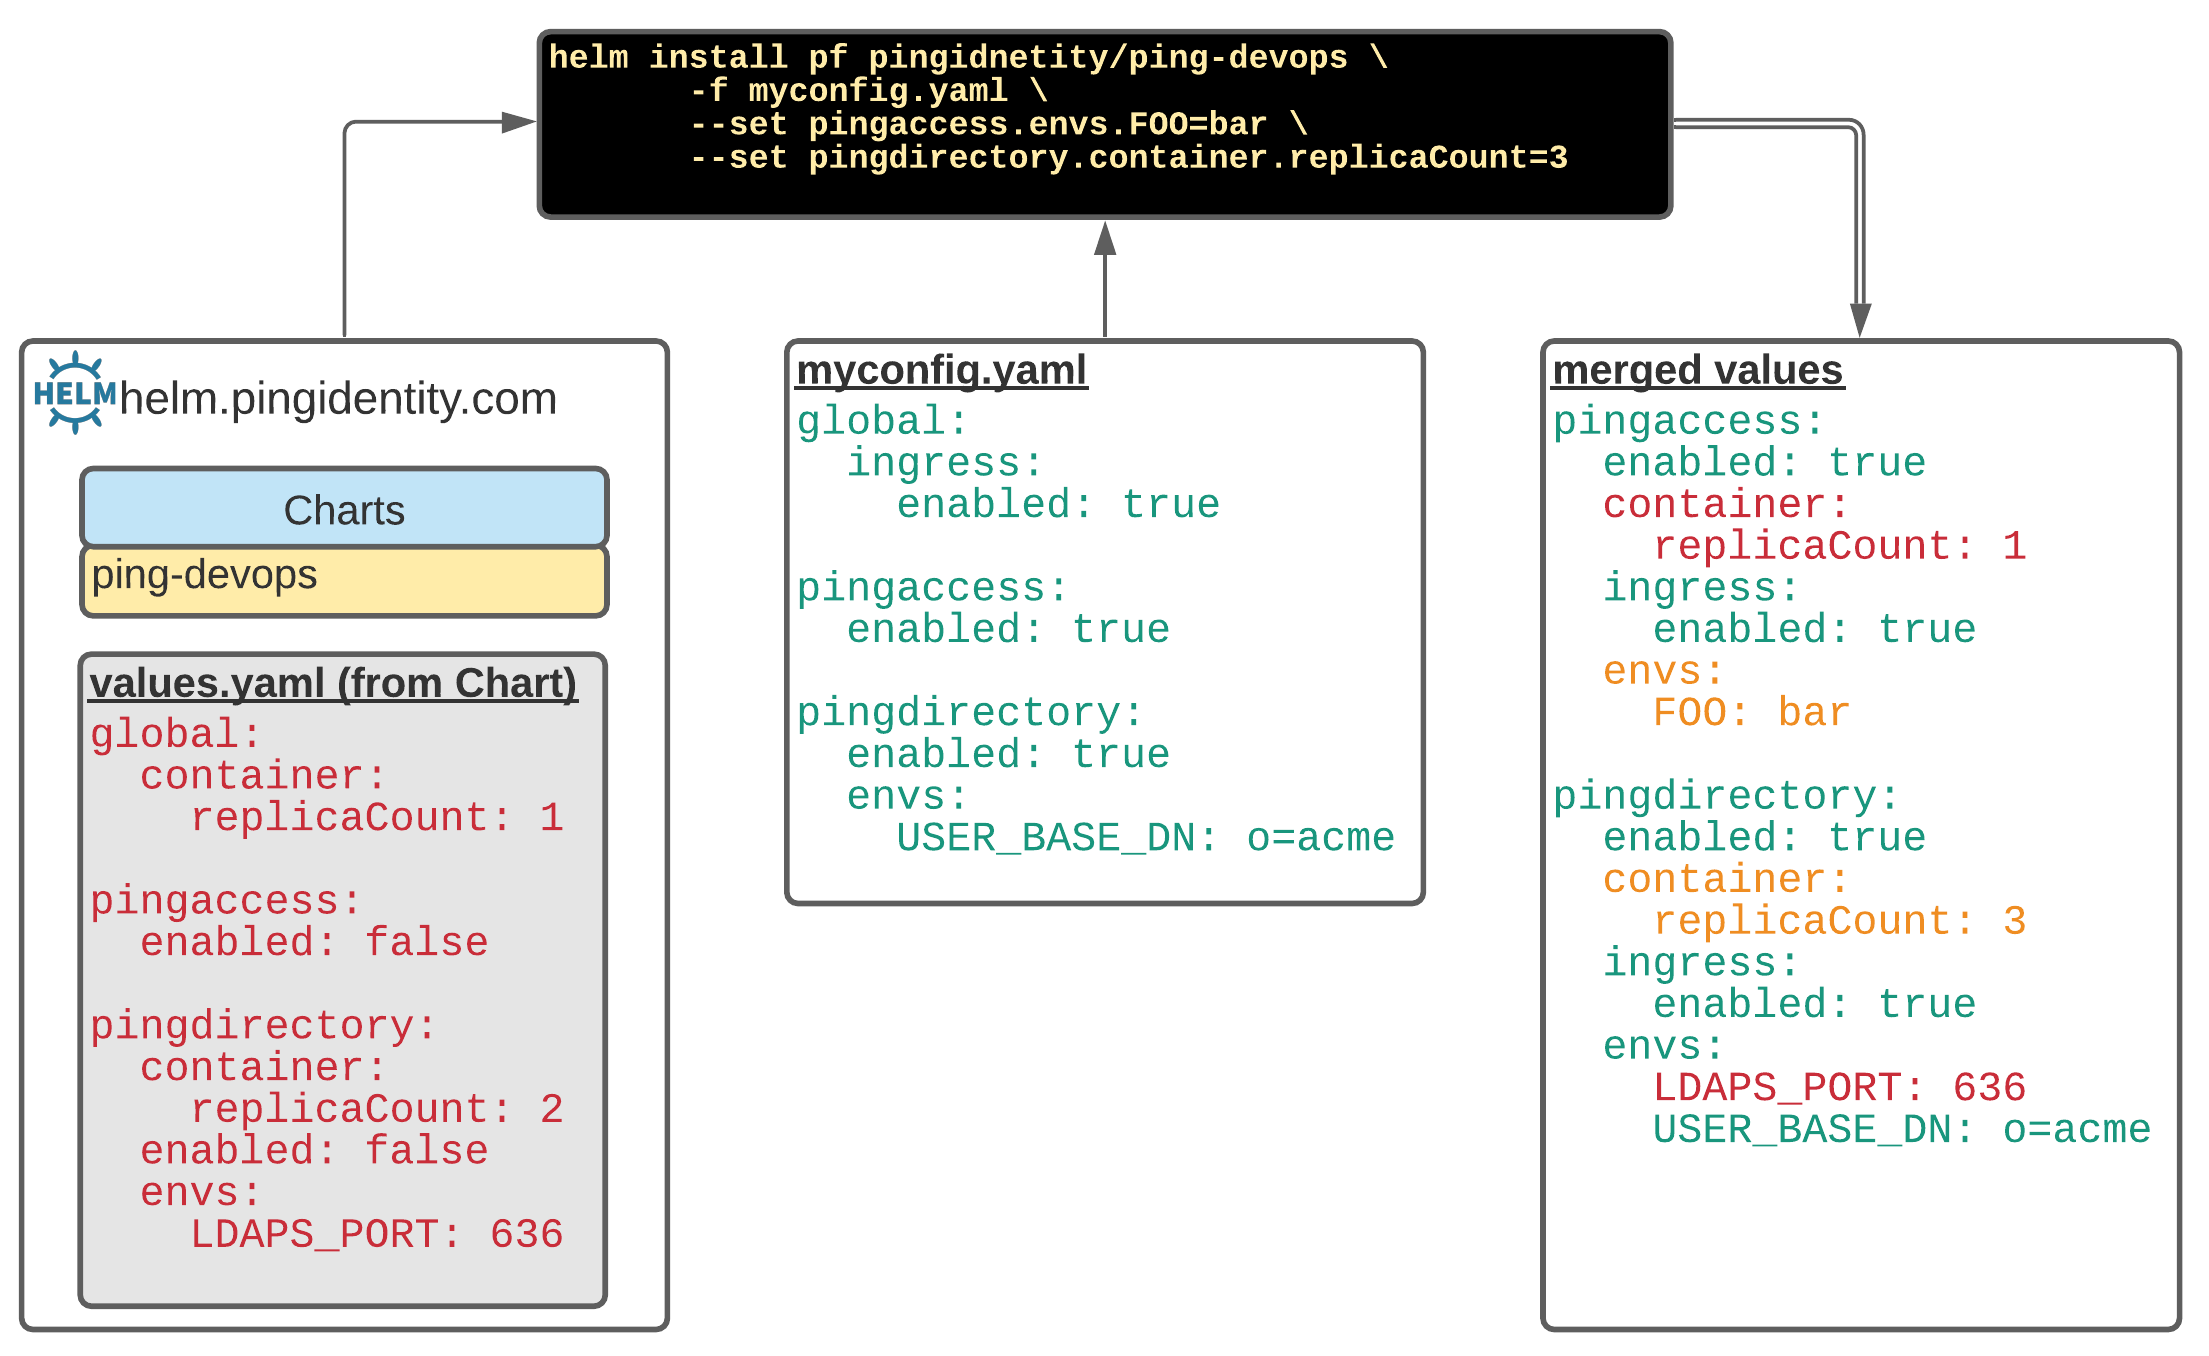 helm install pf pingidnetity/ping-devops \
       -f myconfig.yaml \
       --set pingaccess.envs.FOO=bar \
       --set pingdirectory.container.replicaCount=3
HELM
helm.pingidentity.com
Charts
ping-devops
values.yaml (from Chart)
global:
  container:
    replicaCount: 1
pingaccess:
  enabled: false
pingdirectory:
  container:
    replicaCount: 2
  enabled: false
  envs:
    LDAPS_PORT: 636
myconfig.yaml
global:
  ingress:
    enabled: true
pingaccess:
  enabled: true
pingdirectory:
  enabled: true
  envs:
    USER_BASE_DN: o=acme
merged values
pingaccess:
  enabled: true
  container:
    replicaCount: 1
  ingress:
    enabled: true
  envs:
    FOO: bar
pingdirectory:
  enabled: true
  container:
    replicaCount: 3
  ingress:
    enabled: true
  envs:
    LDAPS_PORT: 636
    USER_BASE_DN: o=acme